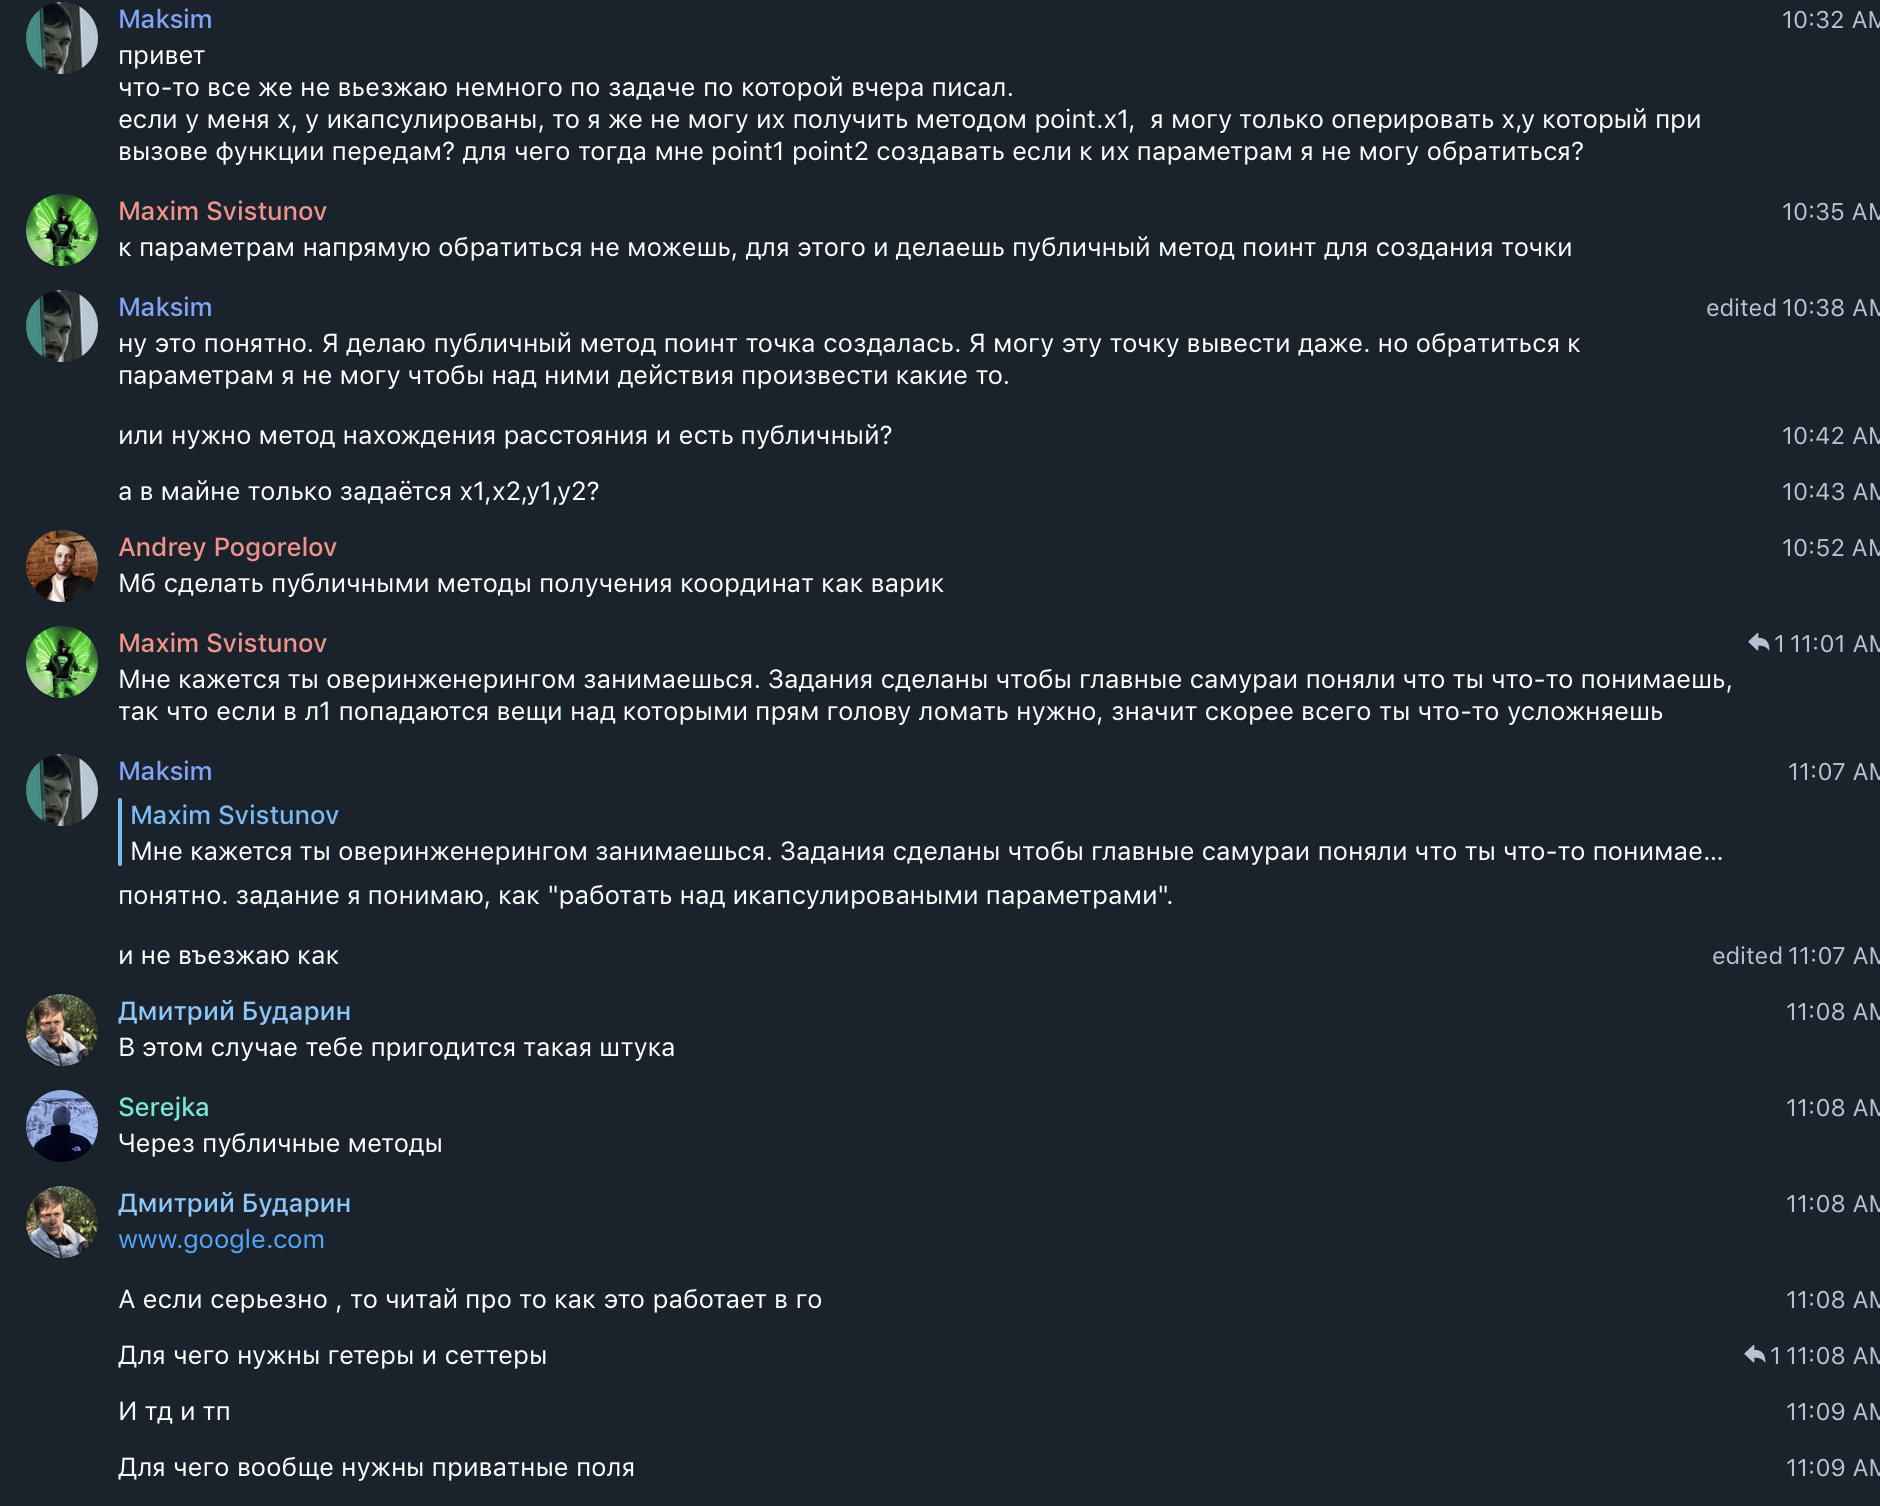 Maksim 10:32 AM
привет
что-то все же не вьезжаю немного по задаче по которой вчера писал.
если у меня х, у икапсулированы, то я же не могу их получить методом point.x1,  я могу только оперировать х,у который при
вызове функции передам? для чего тогда мне point1 point2 создавать если к их параметрам я не могу обратиться?
Maxim Svistunov 10:35 AM
к параметрам напрямую обратиться не можешь, для этого и делаешь публичный метод поинт для создания точки
Maksim edited 10:38 AM
ну это понятно. Я делаю публичный метод поинт точка создалась. Я могу эту точку вывести даже. но обратиться к
параметрам я не могу чтобы над ними действия произвести какие то.
или нужно метод нахождения расстояния и есть публичный? 10:42 AM
а в майне только задаётся x1,x2,y1,y2? 10:43 AM
Andrey Pogorelov 10:52 AM
Мб сделать публичными методы получения координат как варик
Maxim Svistunov 1 11:01 AM
Мне кажется ты оверинженерингом занимаешься. Задания сделаны чтобы главные самураи поняли что ты что-то понимаешь,
так что если в л1 попадаются вещи над которыми прям голову ломать нужно, значит скорее всего ты что-то усложняешь
Maksim 11:07 AM
Maxim Svistunov
Мне кажется ты оверинженерингом занимаешься. Задания сделаны чтобы главные самураи поняли что ты что-то понимае...
понятно. задание я понимаю, как "работать над икапсулироваными параметрами".
и не въезжаю как edited 11:07 AM
Дмитрий Бударин 11:08 AM
В этом случае тебе пригодится такая штука
Serejka 11:08 AM
Через публичные методы
Дмитрий Бударин 11:08 AM
www.google.com
А если серьезно , то читай про то как это работает в го 11:08 AM
Для чего нужны гетеры и сеттеры 1 11:08 AM
И тд и тп 11:09 AM
Для чего вообще нужны приватные поля 11:09 AM